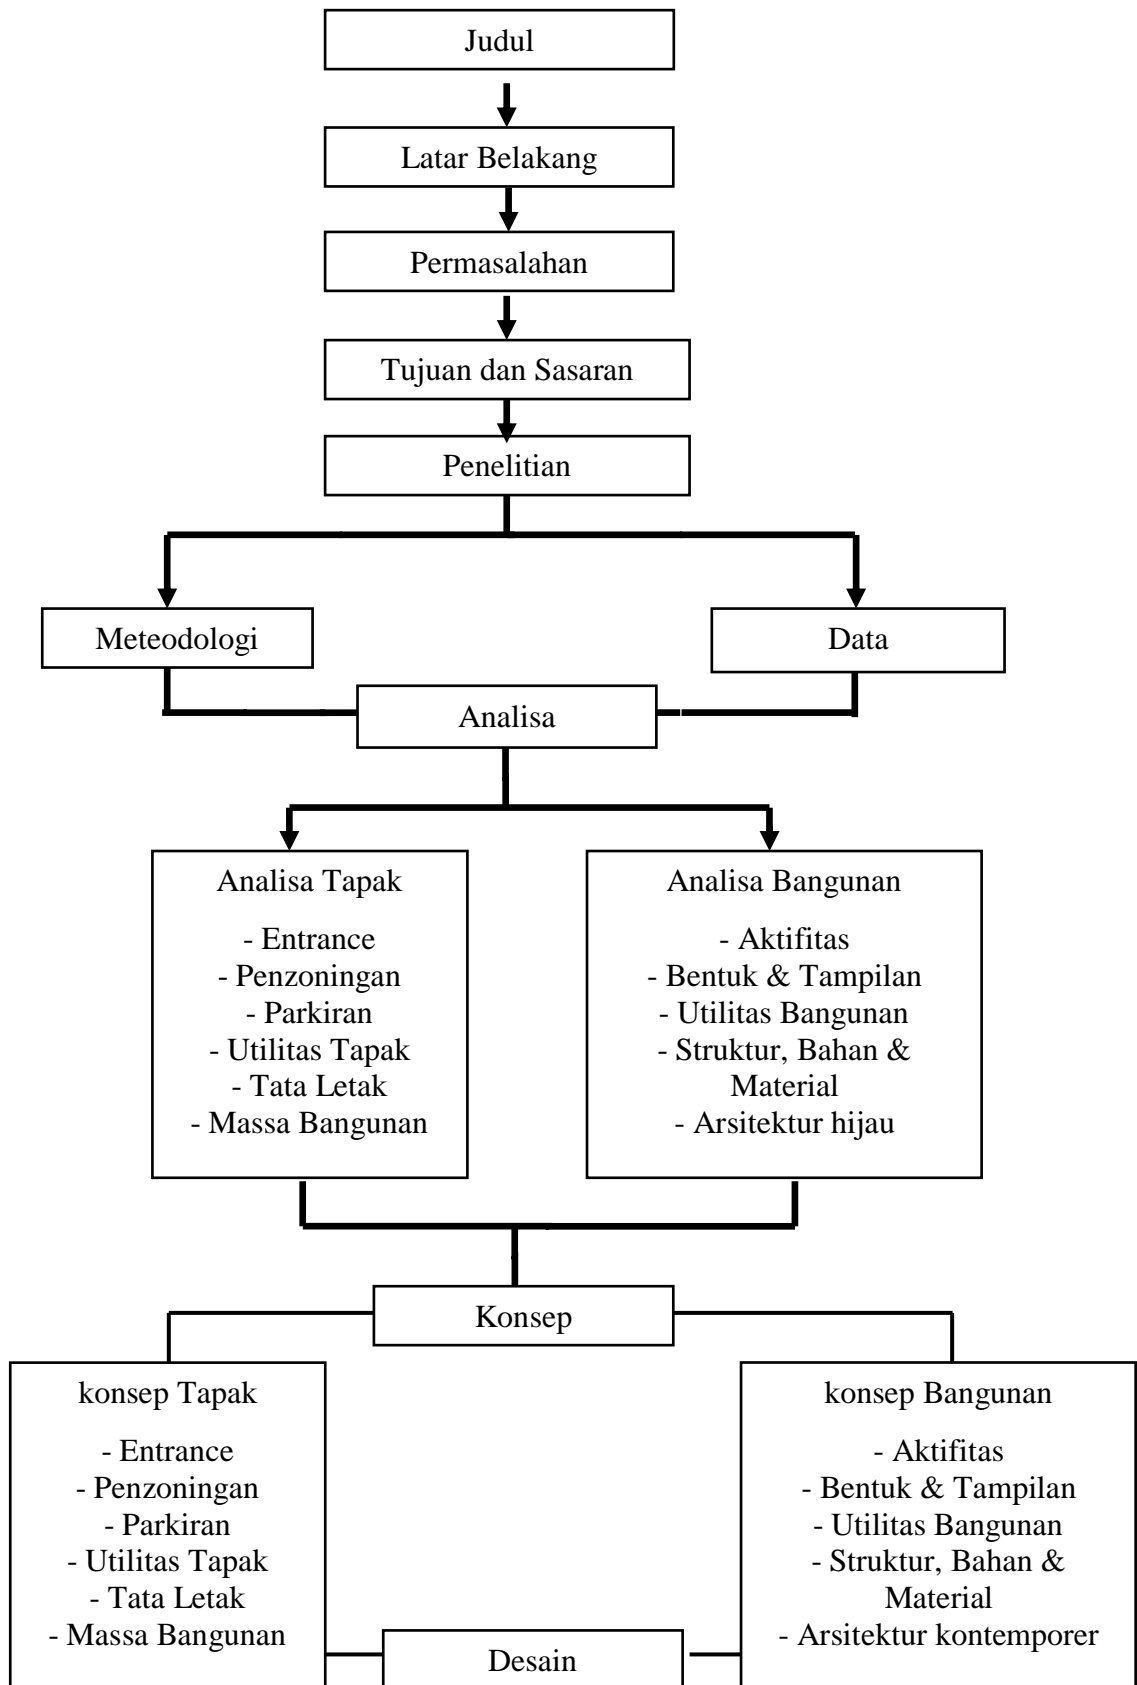 Judul
Latar Belakang
Permasalahan
Tujuan dan Sasaran
Penelitian
Meteodologi
Data
Analisa
Analisa Tapak
- Entrance
- Penzoningan
- Parkiran
- Utilitas Tapak
- Tata Letak
- Massa Bangunan
Analisa Bangunan
- Aktifitas
- Bentuk & Tampilan
- Utilitas Bangunan
- Struktur, Bahan &
Material
- Arsitektur hijau
Konsep
konsep Tapak
- Entrance
- Penzoningan
- Parkiran
- Utilitas Tapak
- Tata Letak
- Massa Bangunan
konsep Bangunan
- Aktifitas
- Bentuk & Tampilan
- Utilitas Bangunan
- Struktur, Bahan &
Material
- Arsitektur kontemporer
Desain